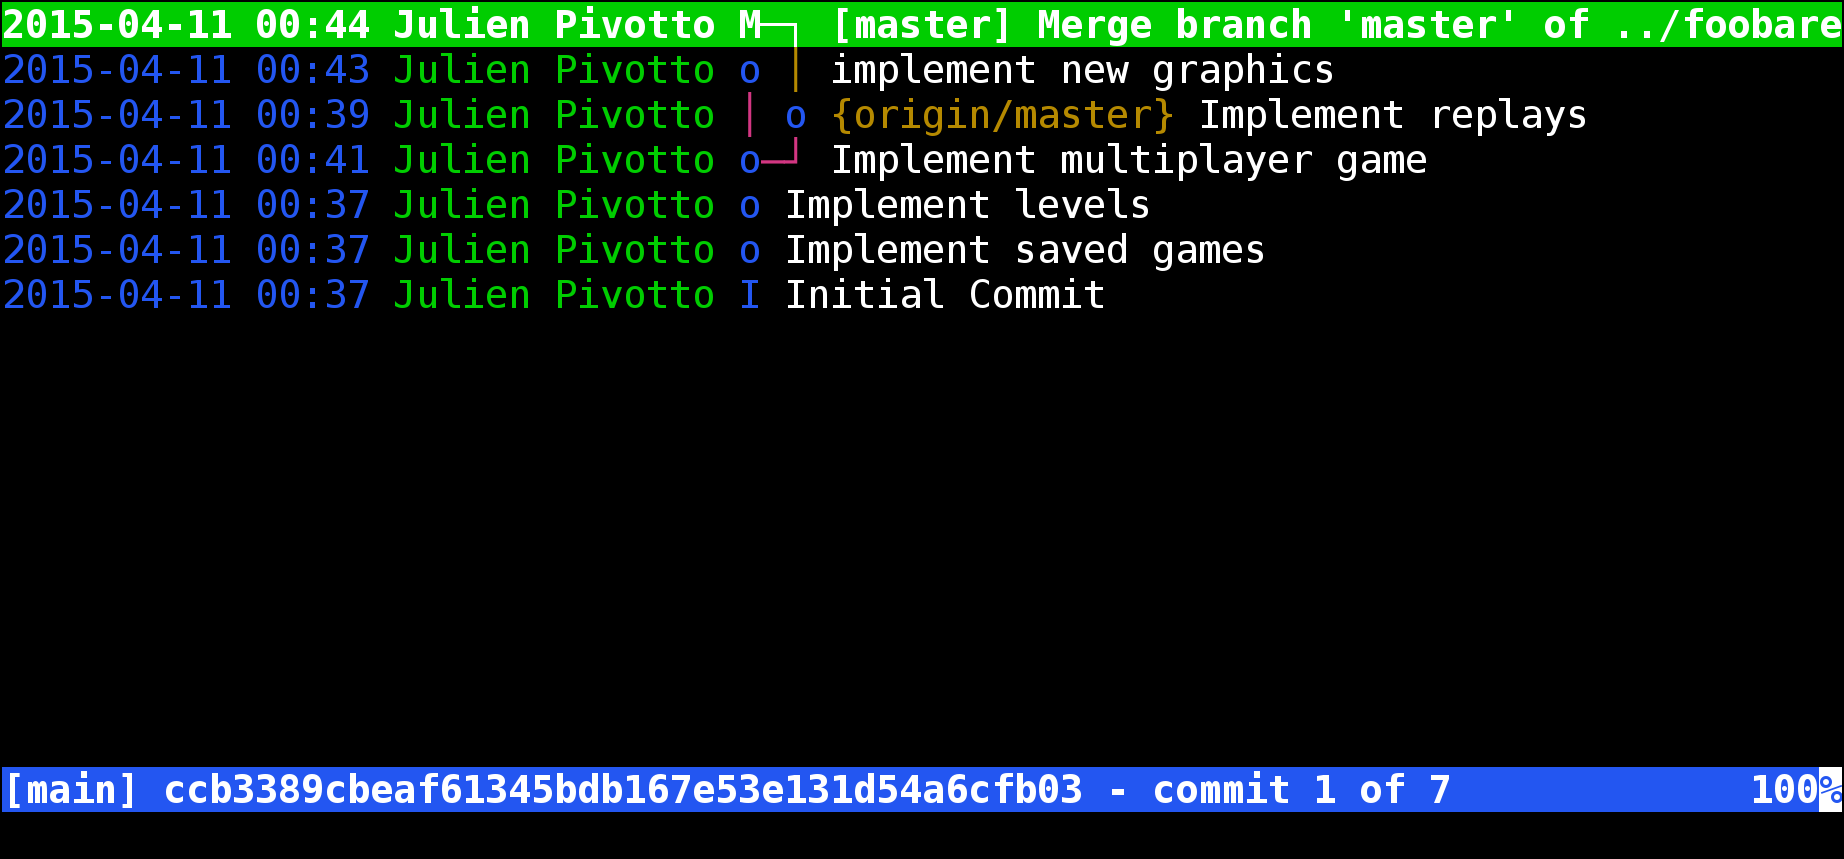 2015-04-11 00:44 Julien Pivotto M─┐ [master] Merge branch 'master' of ../foobare
2015-04-11 00:43 Julien Pivotto o │ implement new graphics
2015-04-11 00:39 Julien Pivotto │ o {origin/master} Implement replays
2015-04-11 00:41 Julien Pivotto o─┘ Implement multiplayer game
2015-04-11 00:37 Julien Pivotto o Implement levels
2015-04-11 00:37 Julien Pivotto o Implement saved games
2015-04-11 00:37 Julien Pivotto I Initial Commit
[main] ccb3389cbeaf61345bdb167e53e131d54a6cfb03 - commit 1 of 7 100%